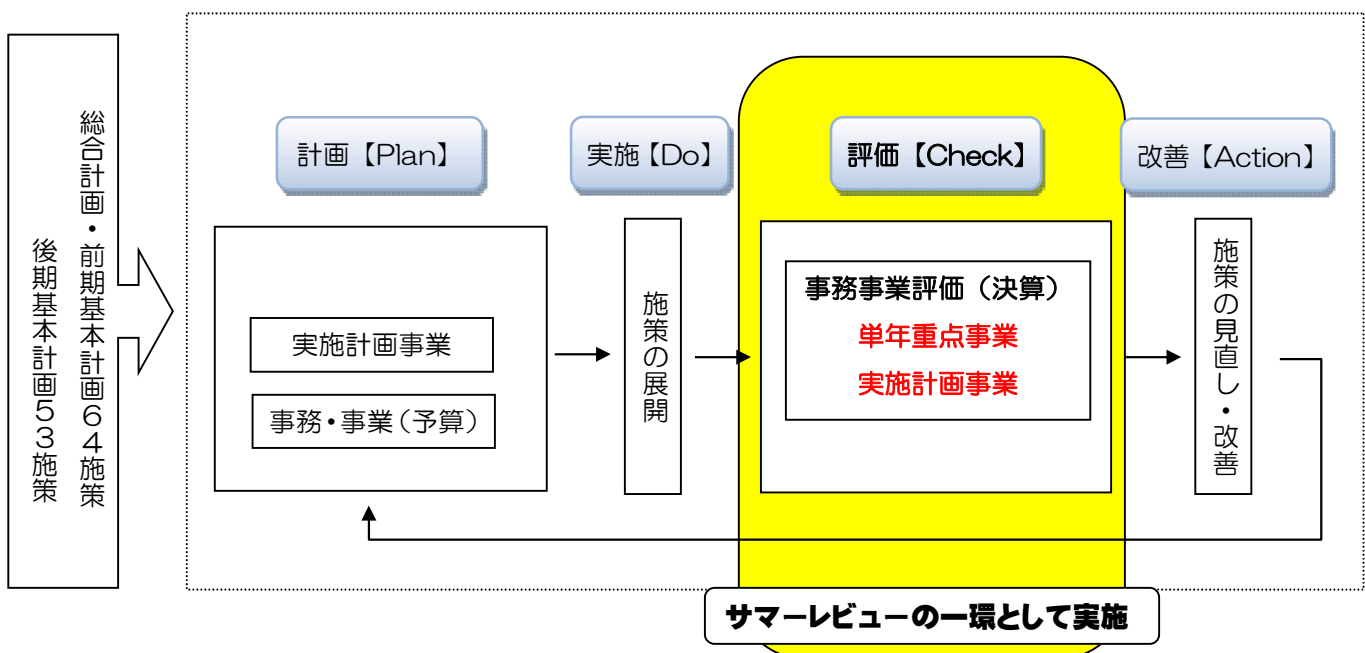 総合計画・前期基本計画６４施策
後期基本計画５３施策
計画【Plan】
実施計画事業
事務・事業（予算）
実施【Do】
施策の展開
評価【Check】
事務事業評価（決算）
単年重点事業
実施計画事業
改善【Action】
施策の見直し・改善
サマーレビューの一環として実施